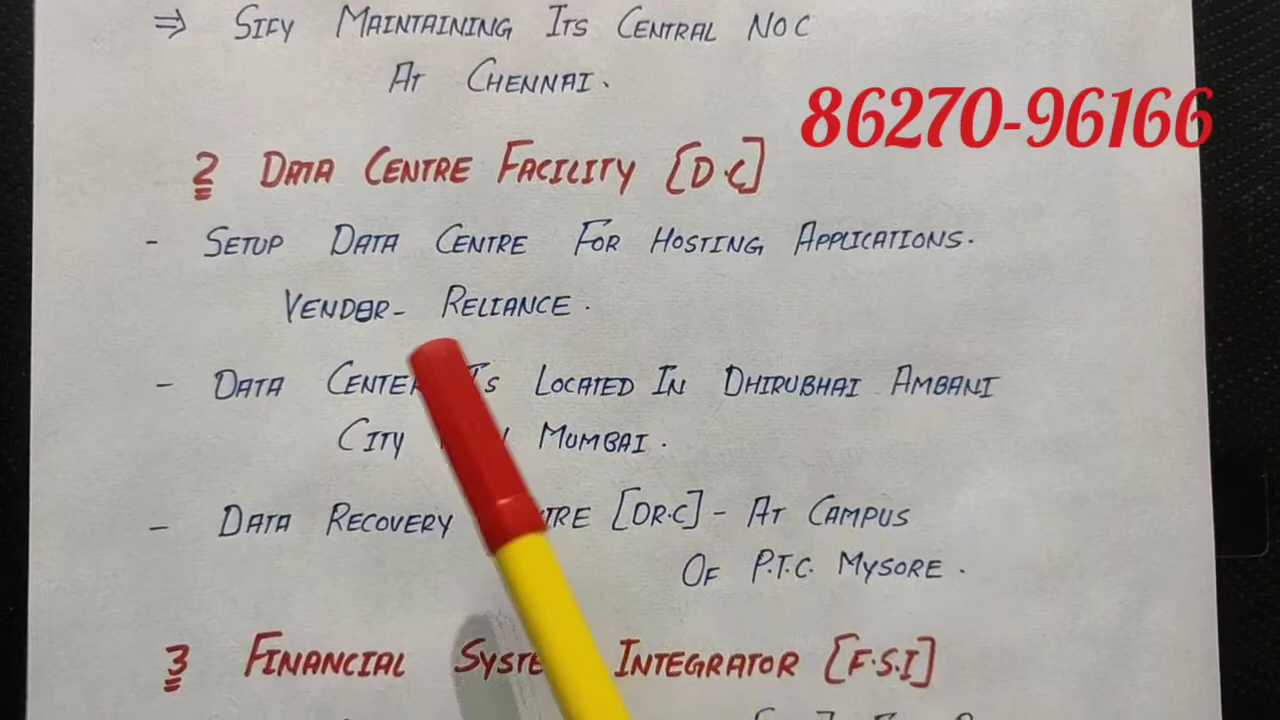 ⇒ SIFY MAINTAINING ITS CENTRAL NOC
AT CHENNAI.
86270-96166
2 DATA CENTRE FACILITY [D.C]
- SETUP DATA CENTRE FOR HOSTING APPLICATIONS.
VENDOR- RELIANCE.
- DATA CENTER IS LOCATED IN DHIRUBHAI AMBANI
CITY MUMBAI.
- DATA RECOVERY [DR.C] - AT CAMPUS
OF P.T.C. MYSORE.
3 FINANCIAL INTEGRATOR [F.S.I]